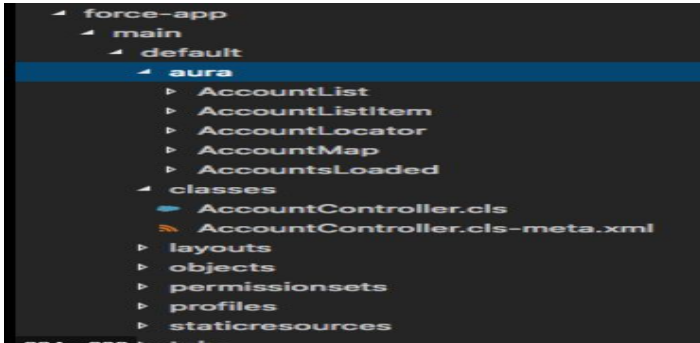 force-app
main
default
aura
AccountList
AccountListItem
AccountLocator
AccountMap
AccountsLoaded
classes
AccountController.cls
AccountController.cls-meta.xml
layouts
objects
permissionsets
profiles
staticresources